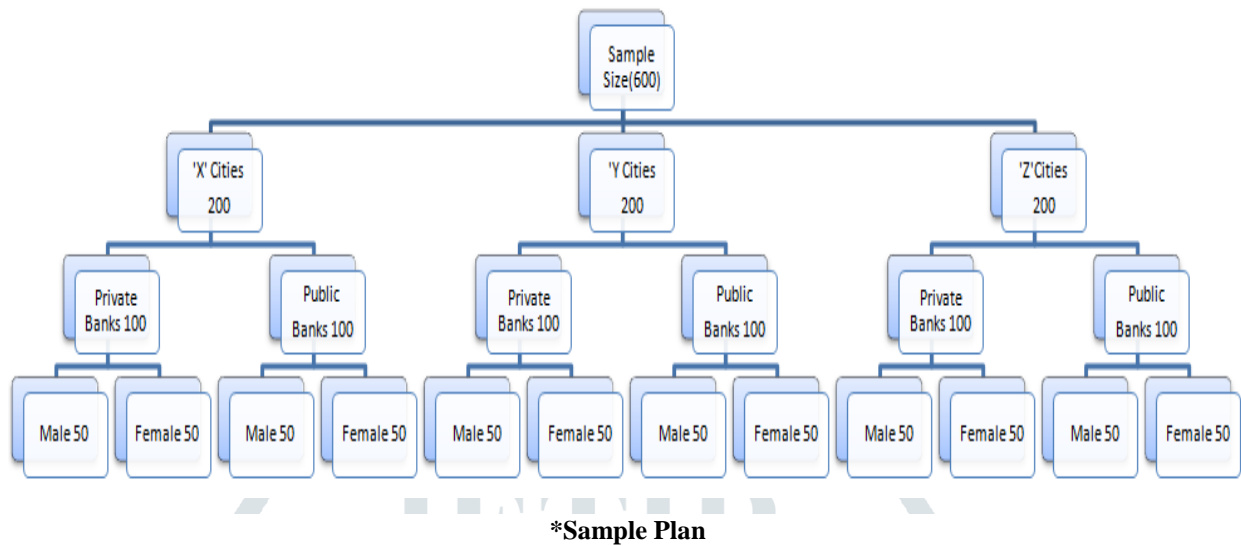 Sample
Size(600)
'X' Cities
200
'Y Cities
200
'Z'Cities
200
Private
Banks 100
Public
Banks 100
Private
Banks 100
Public
Banks 100
Private
Banks 100
Public
Banks 100
Male 50
Female 50
Male 50
Female 50
Male 50
Female 50
Male 50
Female 50
Male 50
Female 50
Male 50
Female 50
*Sample Plan